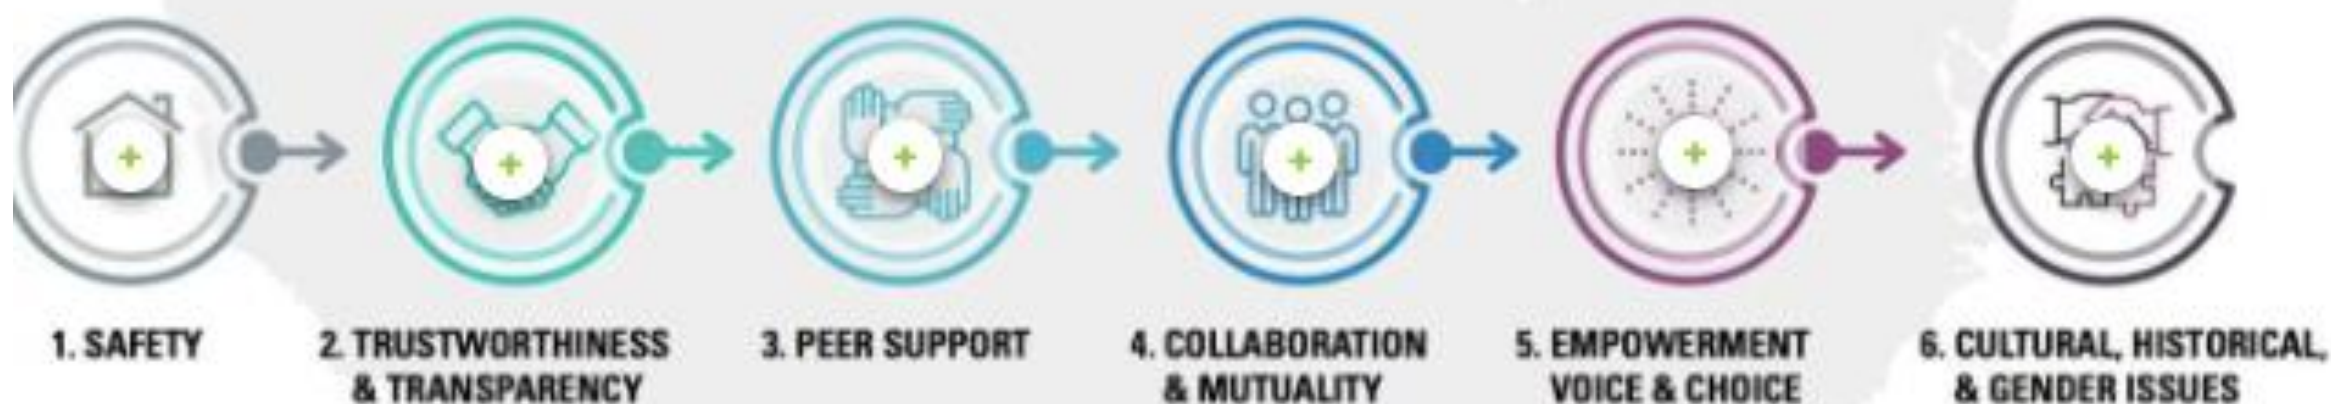 1. SAFETY
2. TRUSTWORTHINESS
& TRANSPARENCY
3. PEER SUPPORT
4. COLLABORATION
& MUTUALITY
5. EMPOWERMENT
VOICE & CHOICE
6. CULTURAL, HISTORICAL,
& GENDER ISSUES